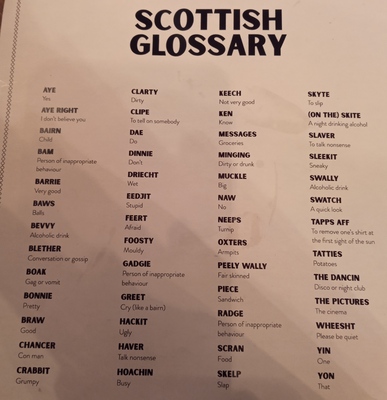 SCOTTISH
GLOSSARY
AYE
Yes
AYE RIGHT
I don't believe you
BAIRN
Child
BAM
Person of inappropriate
behaviour
BARRIE
Very good
BAWS
Balls
BEVVY
Alcoholic drink
BLETHER
Conversation or gossip
BOAK
Gag or vomit
BONNIE
Pretty
BRAW
Good
CHANCER
Con man
CRABBIT
Grumpy
CLARTY
Dirty
CLIPE
To tell on somebody
DAE
Do
DINNIE
Don't
DRIECHT
Wet
EEDJIT
Stupid
FEERT
Afraid
FOOSTY
Mouldy
GADGIE
Person of inappropriate
behaviour
GREET
Cry (like a bairn)
HACKIT
Ugly
HAVER
Talk nonsense
HOACHIN
Busy
KEECH
Not very good
KEN
Know
MESSAGES
Groceries
MINGING
Dirty or drunk
MUCKLE
Big
NAW
No
NEEPS
Turnip
OXTERS
Armpits
PEELY WALLY
Fair skinned
PIECE
Sandwich
RADGE
Person of inappropriate
behaviour
SCRAN
Food
SKELP
Slap
SKYTE
To slip
(ON THE) SKITE
A night drinking alcohol
SLAVER
To talk nonsense
SLEEKIT
Sneaky
SWALLY
Alcoholic drink
SWATCH
A quick look
TAPPS AFF
To remove one's shirt at
the first sight of the sun
TATTIES
Potatoes
THE DANCIN
Disco or night club
THE PICTURES
The cinema
WHEESHT
Please be quiet
YIN
One
YON
That